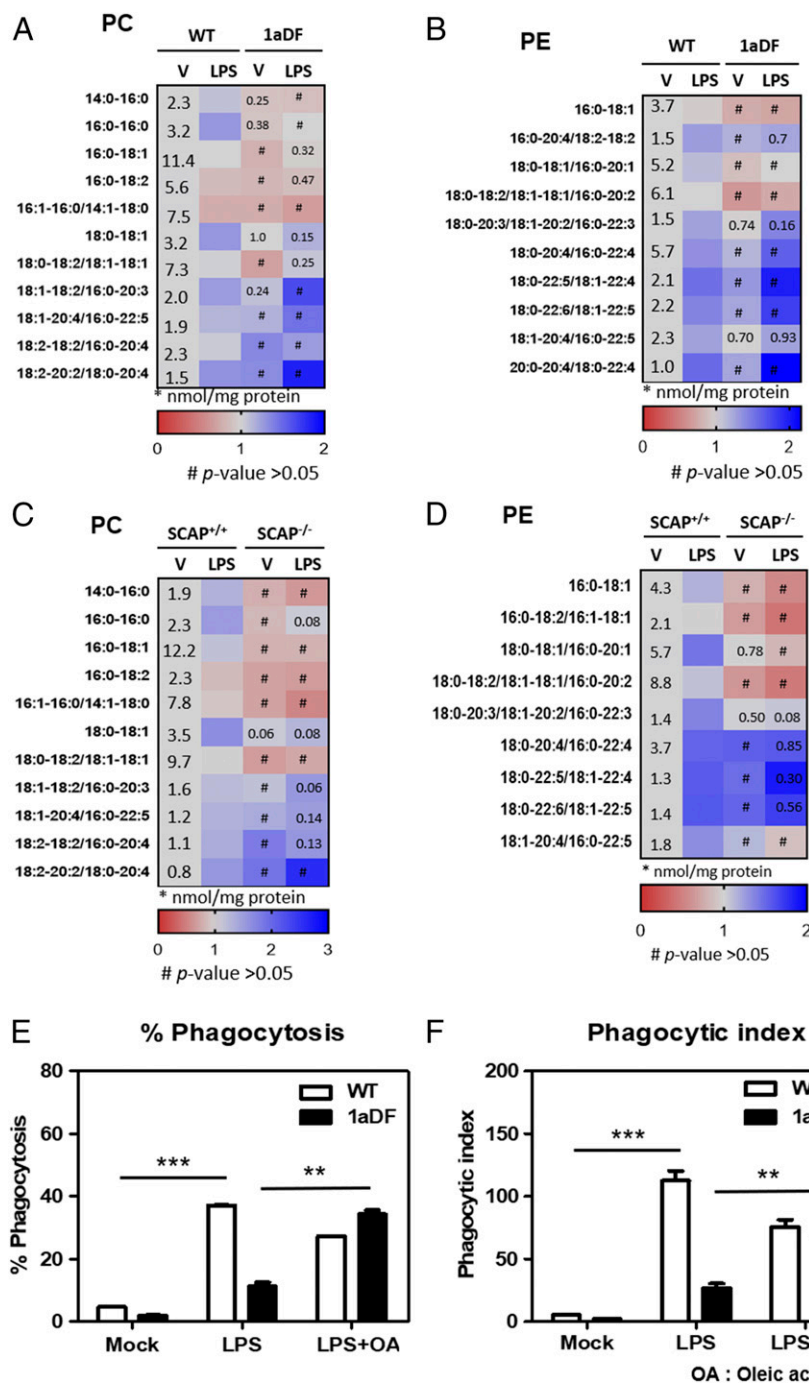 A
PC
WT 1aDF
V LPS V LPS
14:0-16:0 2.3 0.25 #
16:0-16:0 3.2 0.38 #
16:0-18:1 11.4 # 0.32
16:0-18:2 5.6 # 0.47
16:1-16:0/14:1-18:0 7.5 # #
18:0-18:1 3.2 1.0 0.15
18:0-18:2/18:1-18:1 7.3 # 0.25
18:1-18:2/16:0-20:3 2.0 0.24 #
18:1-20:4/16:0-22:5 1.9 # #
18:2-18:2/16:0-20:4 2.3 # #
18:2-20:2/18:0-20:4 1.5 # #
* nmol/mg protein
0 1 2
# p-value >0.05
B
PE
WT 1aDF
V LPS V LPS
16:0-18:1 3.7 # #
16:0-20:4/18:2-18:2 1.5 # 0.7
18:0-18:1/16:0-20:1 5.2 # #
18:0-18:2/18:1-18:1/16:0-20:2 6.1 # #
18:0-20:3/18:1-20:2/16:0-22:3 1.5 0.74 0.16
18:0-20:4/16:0-22:4 5.7 # #
18:0-22:5/18:1-22:4 2.1 # #
18:0-22:6/18:1-22:5 2.2 # #
18:1-20:4/16:0-22:5 2.3 0.70 0.93
20:0-20:4/18:0-22:4 1.0 # #
* nmol/mg protein
0 1 2
# p-value >0.05
C
PC
SCAP+/+ SCAP-/-
V LPS V LPS
14:0-16:0 1.9 # #
16:0-16:0 2.3 # 0.08
16:0-18:1 12.2 # #
16:0-18:2 2.3 # #
16:1-16:0/14:1-18:0 7.8 # #
18:0-18:1 3.5 0.06 0.08
18:0-18:2/18:1-18:1 9.7 # #
18:1-18:2/16:0-20:3 1.6 # 0.06
18:1-20:4/16:0-22:5 1.2 # 0.14
18:2-18:2/16:0-20:4 1.1 # 0.13
18:2-20:2/18:0-20:4 0.8 # #
* nmol/mg protein
0 1 2 3
# p-value >0.05
D
PE
SCAP+/+ SCAP-/-
V LPS V LPS
16:0-18:1 4.3 # #
16:0-18:2/16:1-18:1 2.1 # #
18:0-18:1/16:0-20:1 5.7 0.78 #
18:0-18:2/18:1-18:1/16:0-20:2 8.8 # #
18:0-20:3/18:1-20:2/16:0-22:3 1.4 0.50 0.08
18:0-20:4/16:0-22:4 3.7 # 0.85
18:0-22:5/18:1-22:4 1.3 # 0.30
18:0-22:6/18:1-22:5 1.4 # 0.56
18:1-20:4/16:0-22:5 1.8 # #
* nmol/mg protein
0 1 2
# p-value >0.05
E
% Phagocytosis
% Phagocytosis
80
60
40
20
0
WT
1aDF
***
**
Mock LPS LPS+OA
F
Phagocytic index
Phagocytic index
200
150
100
50
0
W
1a
***
**
Mock LPS LPS
OA : Oleic ac